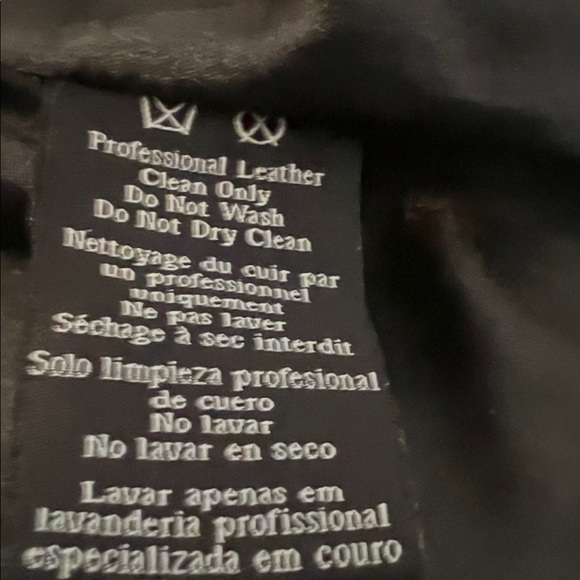 Professional Leather
Clean Only
Do Not Wash
Do Not Dry Clean
Nettoyage du cuir par
un professionnel
uniquement
Ne pas laver
Séchage à sec interdit
Solo limpieza profesional
de cuero
No lavar
No lavar en seco
Lavar apenas em
lavanderia profissional
especializada em couro